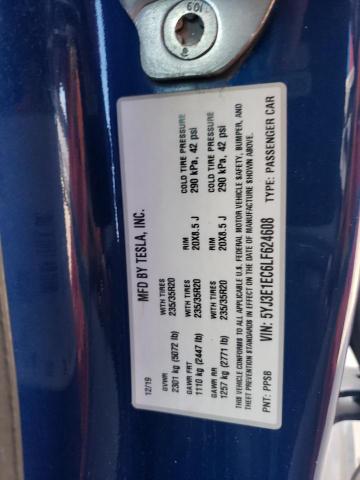 109
MFD BY TESLA, INC.
12/19
GVWR
2301 kg (5072 lb)
GAWR FRT WITH TIRES RIM COLD TIRE PRESSURE
1110 kg (2447 lb) 235/35R20 20X8.5 J 290 kPa, 42 psi
GAWR RR WITH TIRES RIM COLD TIRE PRESSURE
1257 kg (2771 lb) 235/35R20 20X8.5 J 290 kPa, 42 psi
THIS VEHICLE CONFORMS TO ALL APPLICABLE U.S. FEDERAL MOTOR VEHICLE SAFETY, BUMPER, AND
THEFT PREVENTION STANDARDS IN EFFECT ON THE DATE OF MANUFACTURE SHOWN ABOVE.
VIN: 5YJ3E1EC6LF624608 TYPE: PASSENGER CAR
PNT: PPSB